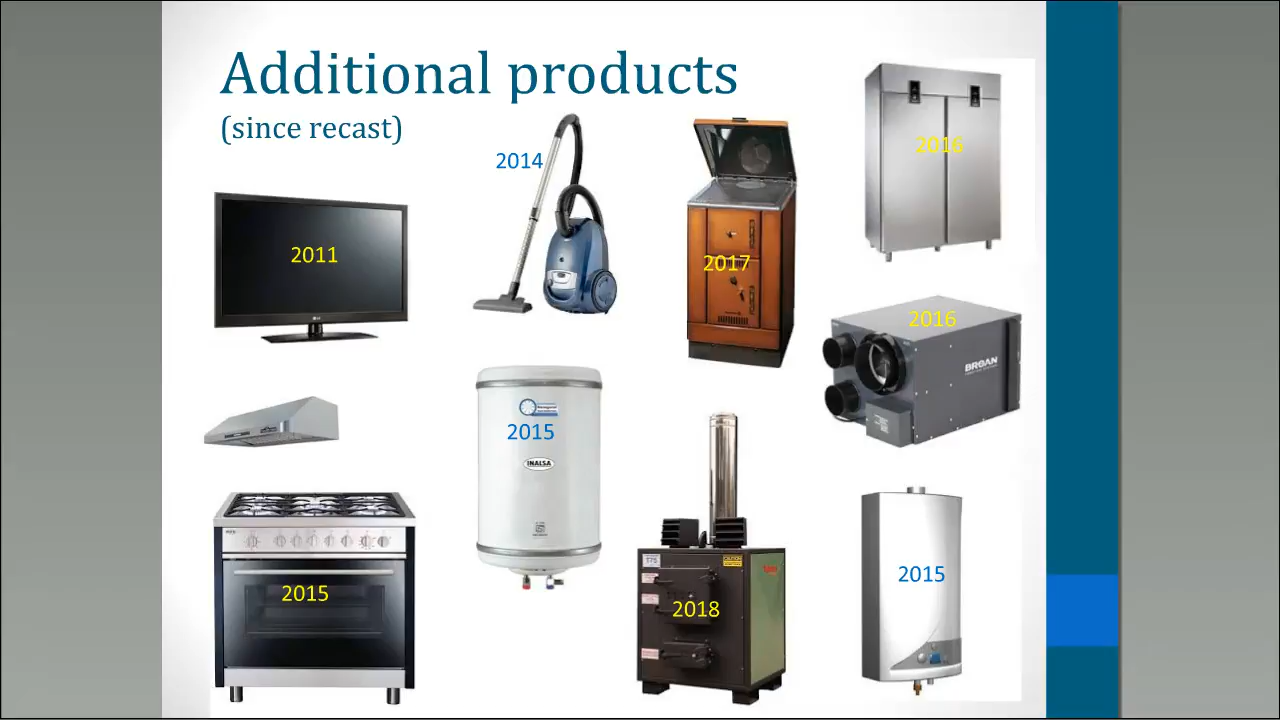 Additional products
(since recast)
2014
2016
2011
2017
2016
BROAN
2015
INALSA
2015
2018
2015